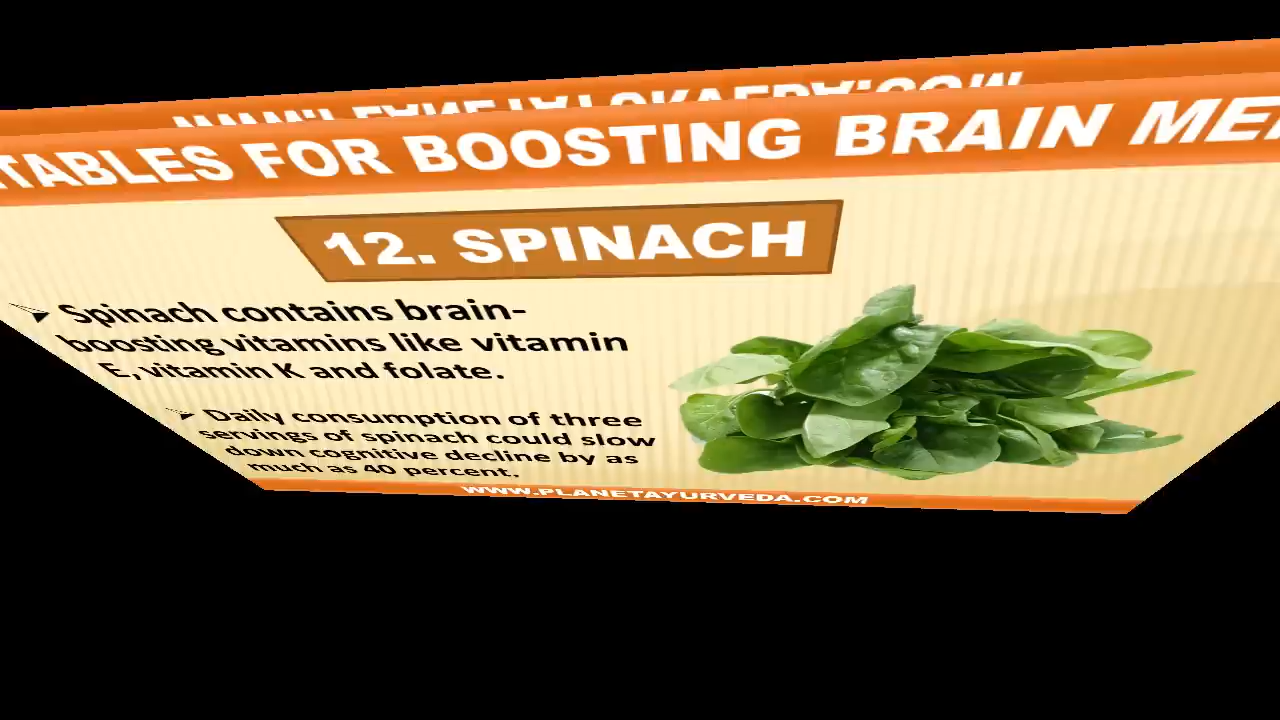 TABLES FOR BOOSTING BRAIN ME
12. SPINACH
Spinach contains brain-
boosting vitamins like vitamin
E, vitamin K and folate.
Daily consumption of three
servings of spinach could slow
down cognitive decline by as
much as 40 percent.
WWW.PLANETAYURVEDA.COM